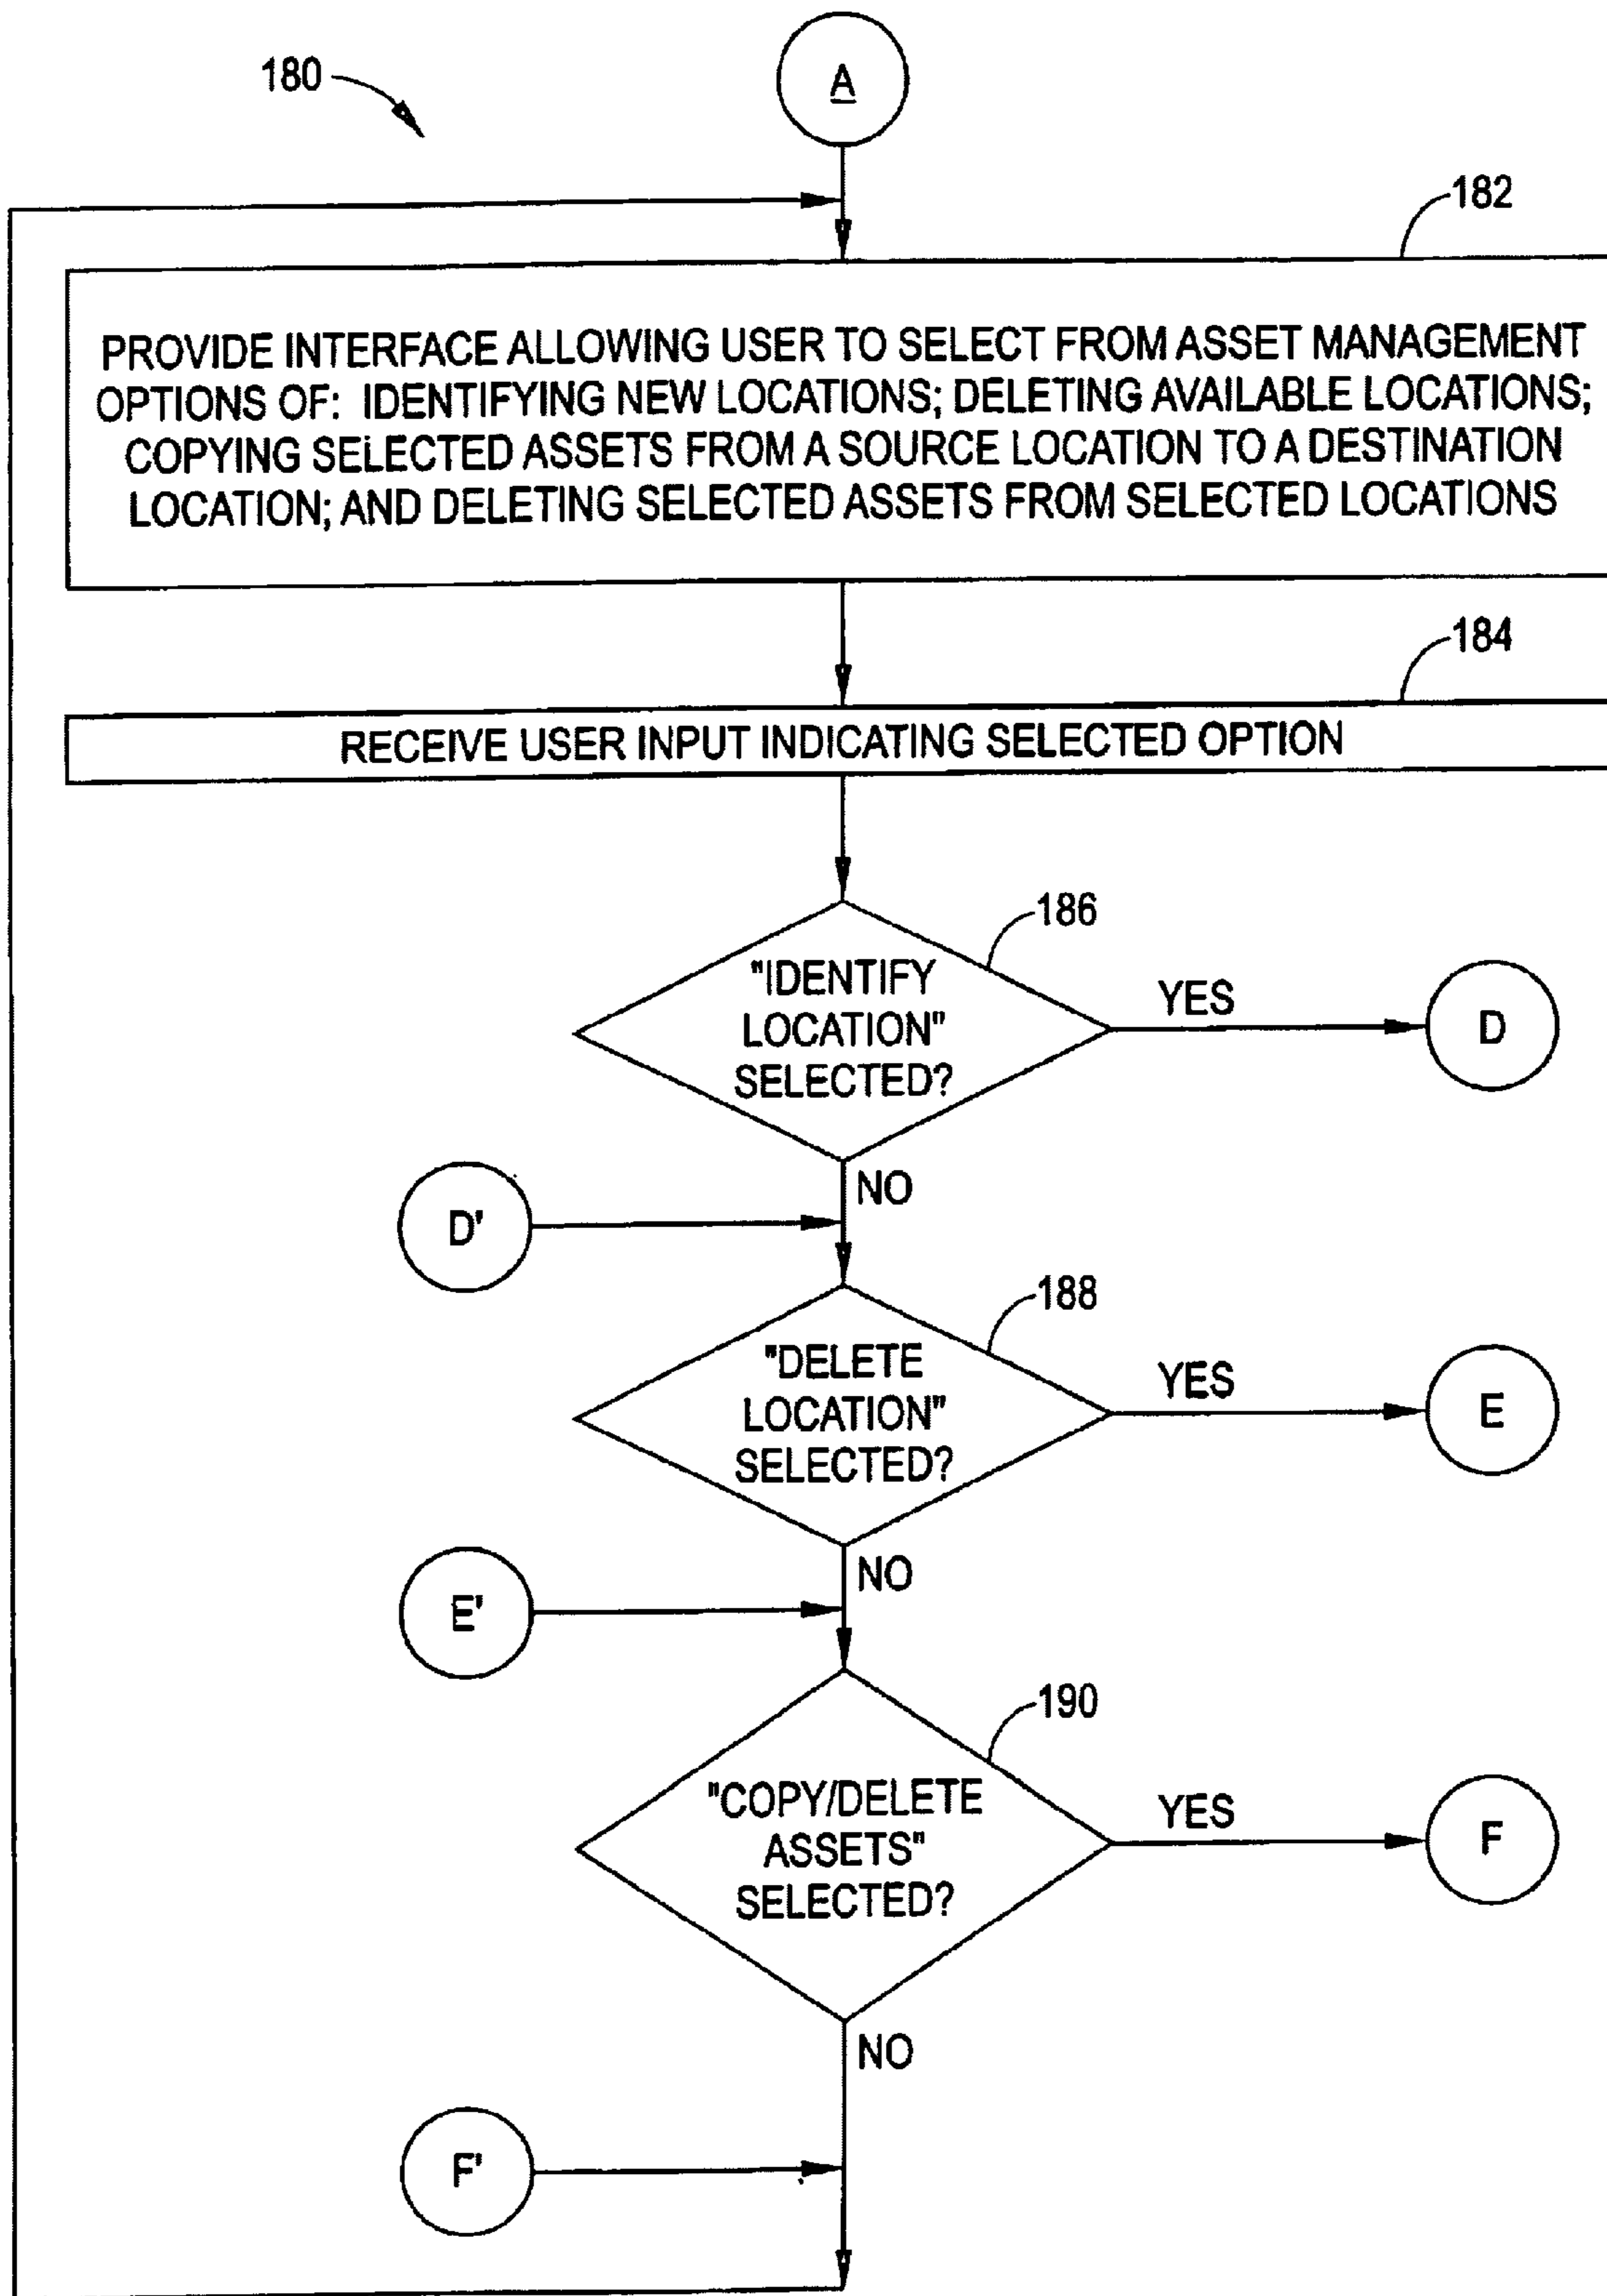 180
A
182
PROVIDE INTERFACE ALLOWING USER TO SELECT FROM ASSET MANAGEMENT
OPTIONS OF: IDENTIFYING NEW LOCATIONS; DELETING AVAILABLE LOCATIONS;
COPYING SELECTED ASSETS FROM A SOURCE LOCATION TO A DESTINATION
LOCATION; AND DELETING SELECTED ASSETS FROM SELECTED LOCATIONS
184
RECEIVE USER INPUT INDICATING SELECTED OPTION
186
"IDENTIFY
LOCATION"
SELECTED?
YES
D
NO
D'
188
"DELETE
LOCATION"
SELECTED?
YES
E
NO
E'
190
"COPY/DELETE
ASSETS"
SELECTED?
YES
F
NO
F'